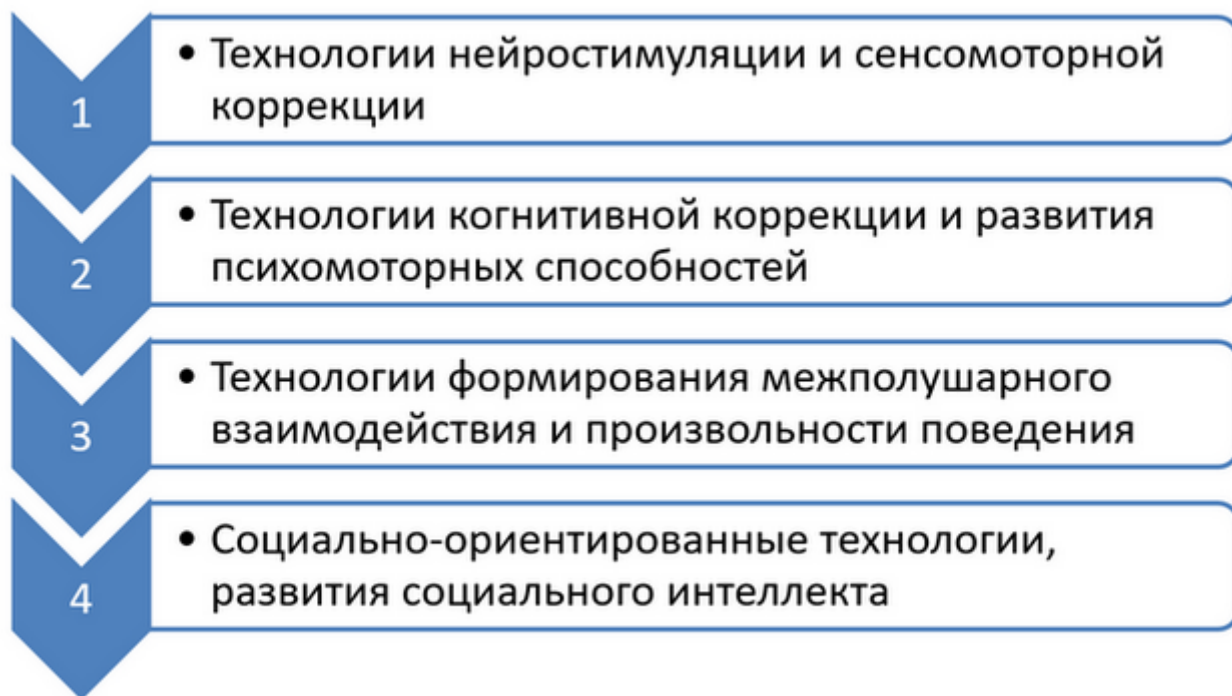 1
• Технологии нейростимуляции и сенсомоторной
коррекции
2
• Технологии когнитивной коррекции и развития
психомоторных способностей
3
• Технологии формирования межполушарного
взаимодействия и произвольности поведения
4
• Социально-ориентированные технологии,
развития социального интеллекта